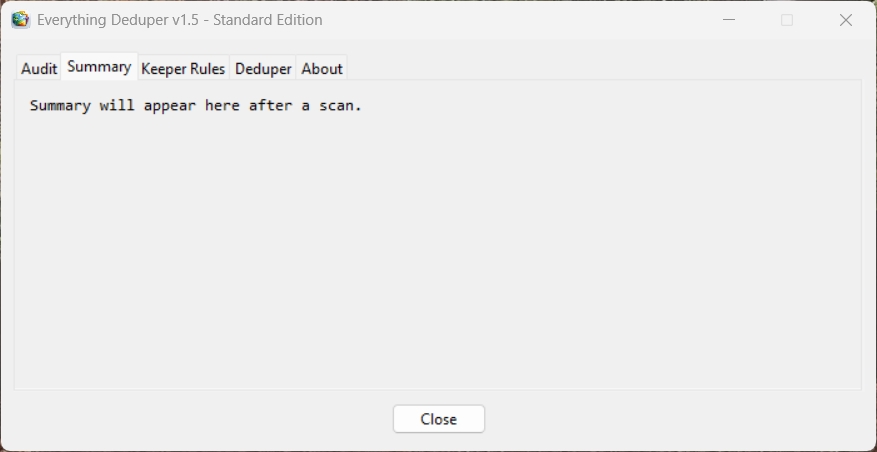 Everything Deduper v1.5 - Standard Edition
Audit Summary Keeper Rules Deduper About
Summary will appear here after a scan.
Close